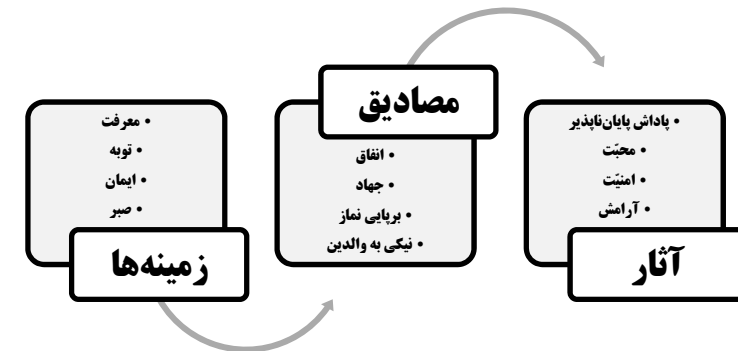 زمینه‌ها
• معرفت
• توبه
• ایمان
• صبر
مصادیق
• انفاق
• جهاد
• برپایی نماز
• نیکی به والدین
آثار
• پاداش پایان‌ناپذیر
• محبّت
• امنیّت
• آرامش